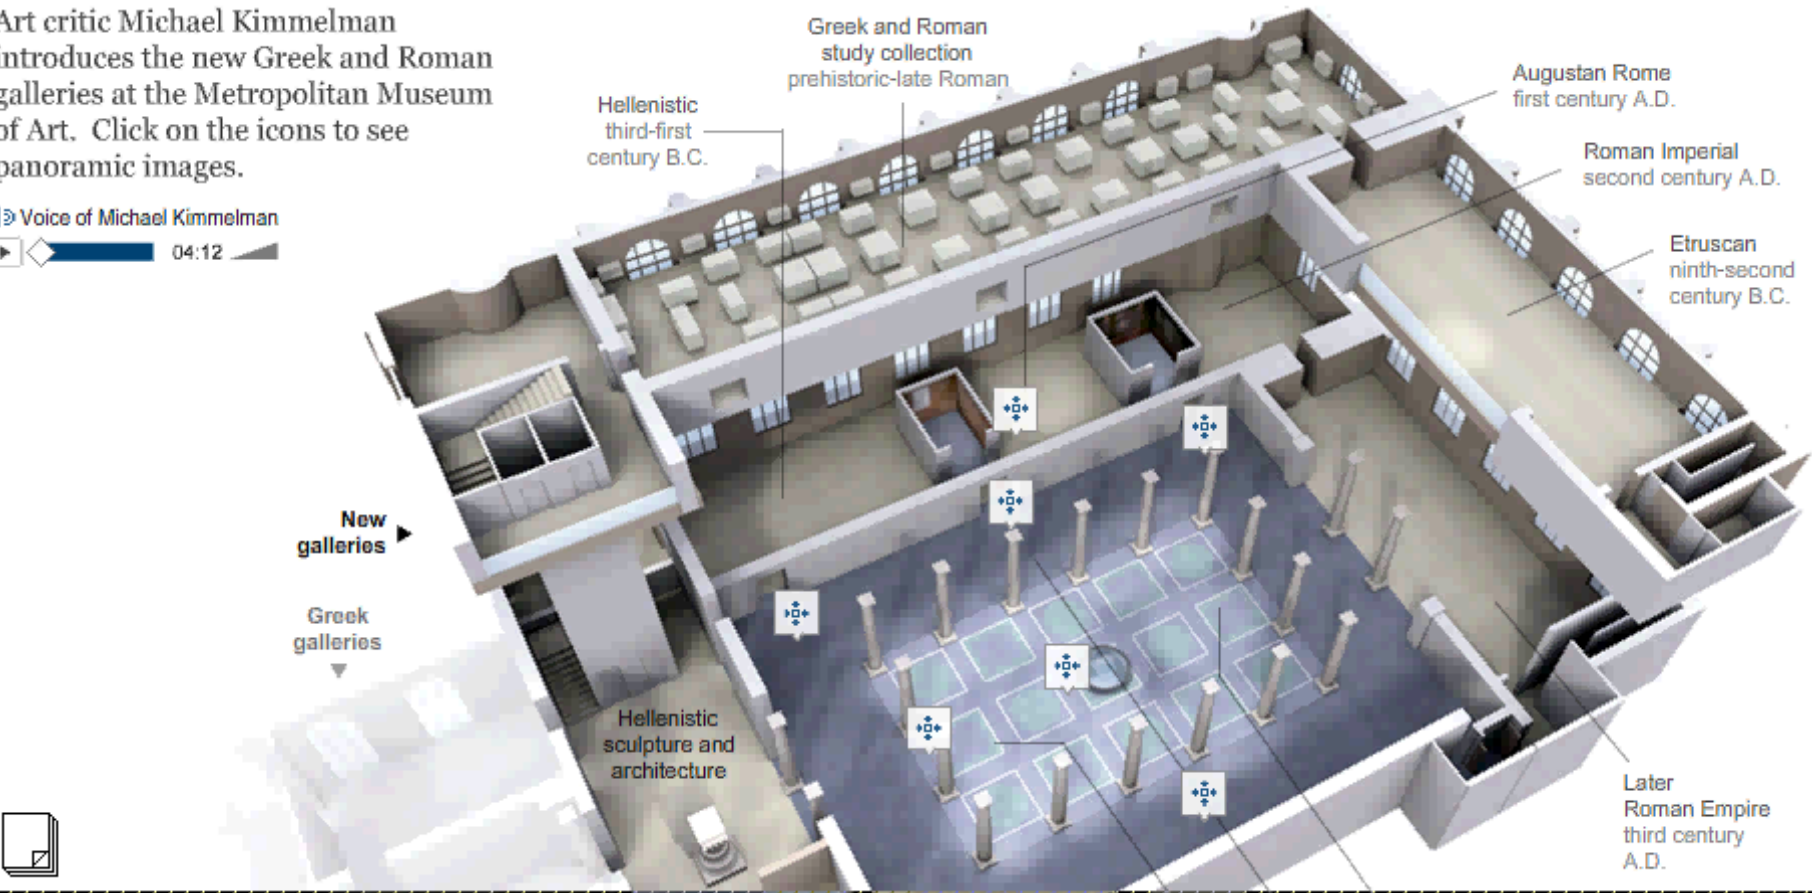 Art critic Michael Kimmelman
introduces the new Greek and Roman
galleries at the Metropolitan Museum
of Art. Click on the icons to see
panoramic images.
Voice of Michael Kimmelman
04:12
Greek and Roman
study collection
prehistoric-late Roman
Hellenistic
third-first
century B.C.
Augustan Rome
first century A.D.
Roman Imperial
second century A.D.
Etruscan
ninth-second
century B.C.
New
galleries
Greek
galleries
Hellenistic
sculpture and
architecture
Later
Roman Empire
third century
A.D.